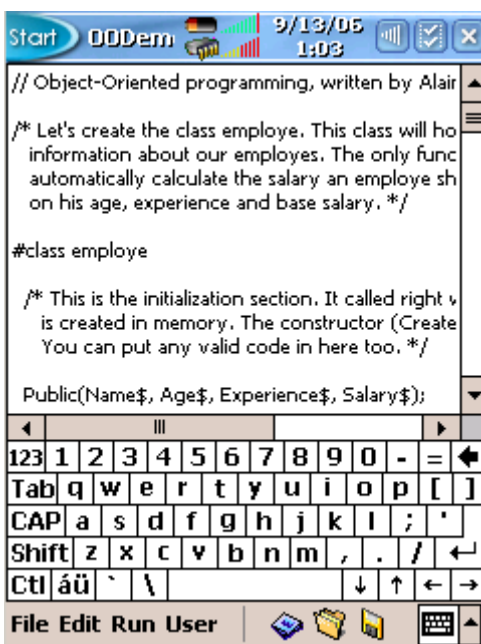 Start OODem 9/13/06
1:03
// Object-Oriented programming, written by Alair
/* Let's create the class employe. This class will ho
information about our employes. The only func
automatically calculate the salary an employe sh
on his age, experience and base salary. */
#class employe
/* This is the initialization section. It called right v
is created in memory. The constructor (Create
You can put any valid code in here too. */
Public(Name$, Age$, Experience$, Salary$);
123 1 2 3 4 5 6 7 8 9 0 - =
Tab q w e r t y u i o p [ ]
CAP a s d f g h j k l ; '
Shift z x c v b n m , . /
Ctl áü ` \ ↓ ↑ ← →
File Edit Run User